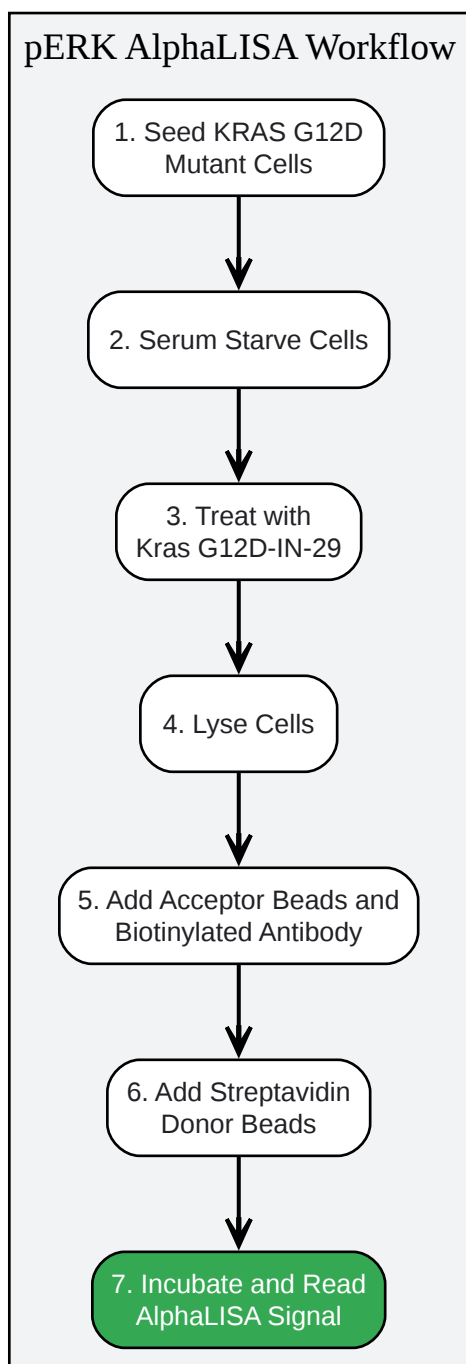 pERK AlphaLISA Workflow
1. Seed KRAS G12D
Mutant Cells
2. Serum Starve Cells
3. Treat with
Kras G12D-IN-29
4. Lyse Cells
5. Add Acceptor Beads and
Biotinylated Antibody
6. Add Streptavidin
Donor Beads
7. Incubate and Read
AlphaLISA Signal